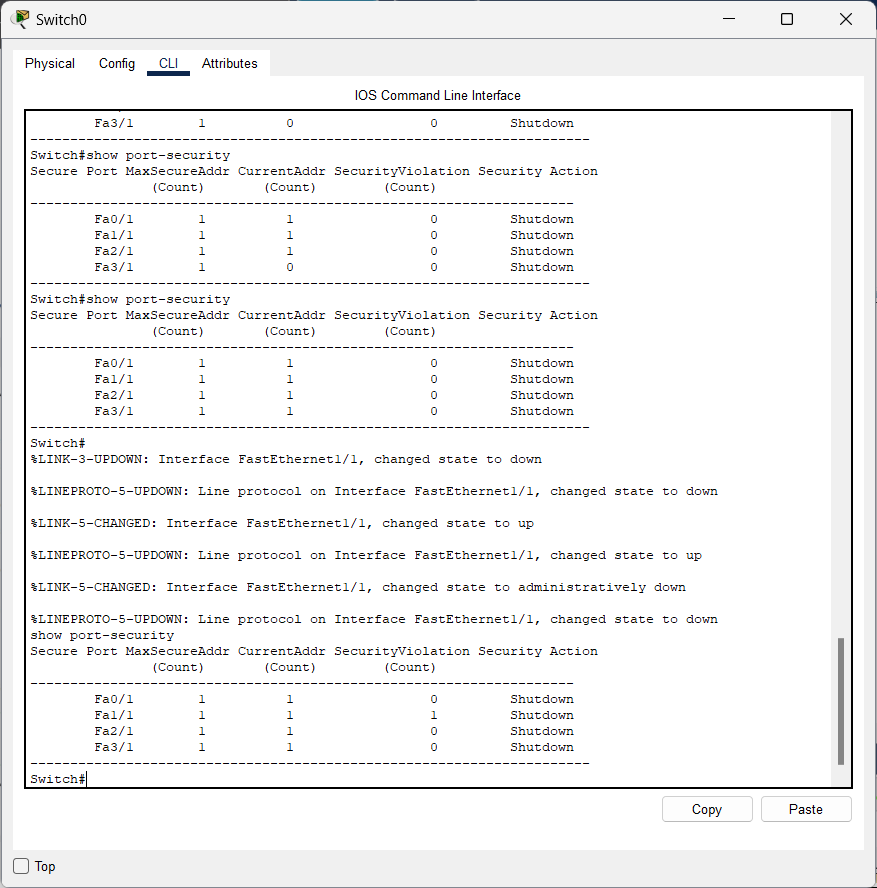 Switch0
Physical Config CLI Attributes
IOS Command Line Interface
Fa3/1 1 0 0 Shutdown
----------------------------------------------------------------------
Switch#show port-security
Secure Port MaxSecureAddr CurrentAddr SecurityViolation Security Action
(Count) (Count) (Count)
--------------------------------------------------------------------
Fa0/1 1 1 0 Shutdown
Fa1/1 1 1 0 Shutdown
Fa2/1 1 1 0 Shutdown
Fa3/1 1 0 0 Shutdown
----------------------------------------------------------------------
Switch#show port-security
Secure Port MaxSecureAddr CurrentAddr SecurityViolation Security Action
(Count) (Count) (Count)
--------------------------------------------------------------------
Fa0/1 1 1 0 Shutdown
Fa1/1 1 1 0 Shutdown
Fa2/1 1 1 0 Shutdown
Fa3/1 1 1 0 Shutdown
----------------------------------------------------------------------
Switch#
%LINK-3-UPDOWN: Interface FastEthernet1/1, changed state to down
%LINEPROTO-5-UPDOWN: Line protocol on Interface FastEthernet1/1, changed state to down
%LINK-5-CHANGED: Interface FastEthernet1/1, changed state to up
%LINEPROTO-5-UPDOWN: Line protocol on Interface FastEthernet1/1, changed state to up
%LINK-5-CHANGED: Interface FastEthernet1/1, changed state to administratively down
%LINEPROTO-5-UPDOWN: Line protocol on Interface FastEthernet1/1, changed state to down
show port-security
Secure Port MaxSecureAddr CurrentAddr SecurityViolation Security Action
(Count) (Count) (Count)
--------------------------------------------------------------------
Fa0/1 1 1 0 Shutdown
Fa1/1 1 1 1 Shutdown
Fa2/1 1 1 0 Shutdown
Fa3/1 1 1 0 Shutdown
----------------------------------------------------------------------
Switch#
Copy Paste
Top